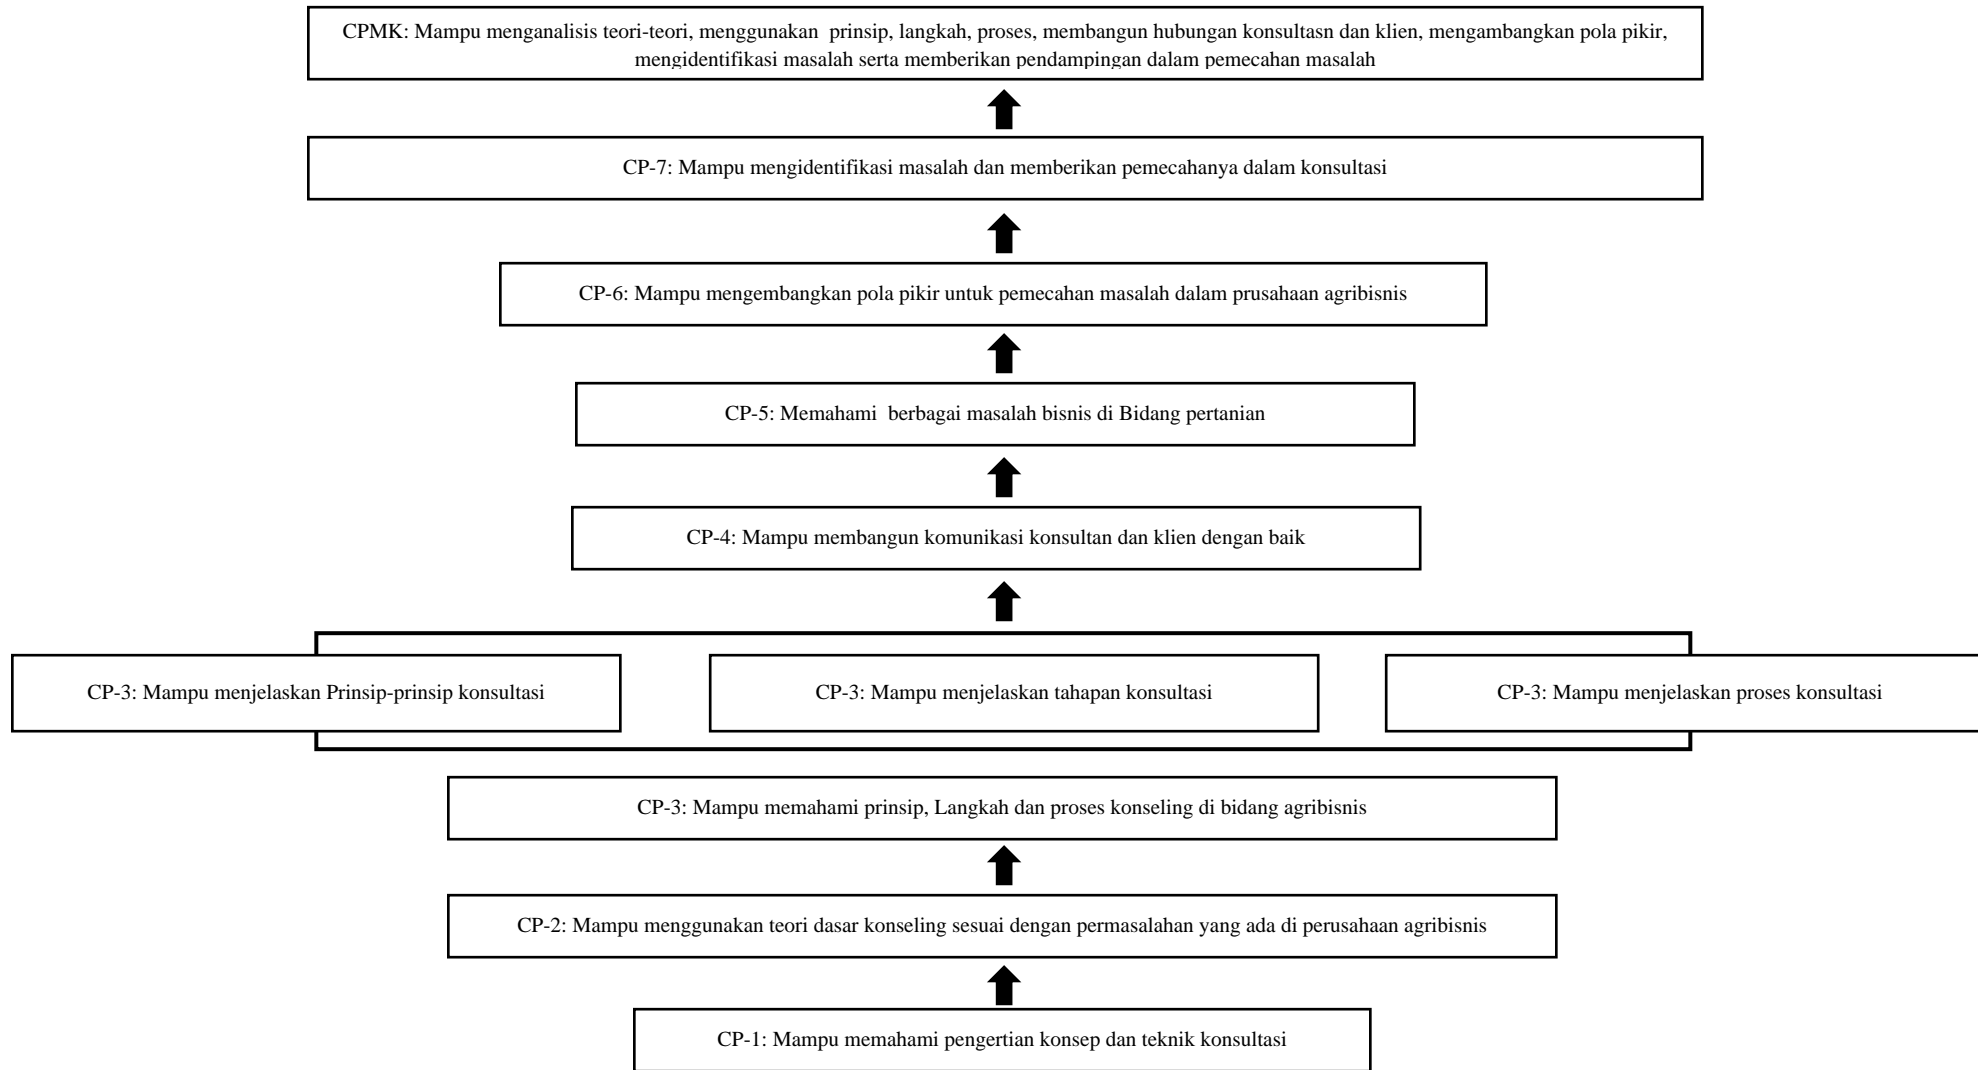 CPMK: Mampu menganalisis teori-teori, menggunakan  prinsip, langkah, proses, membangun hubungan konsultasn dan klien, mengambangkan pola pikir,
mengidentifikasi masalah serta memberikan pendampingan dalam pemecahan masalah
CP-7: Mampu mengidentifikasi masalah dan memberikan pemecahanya dalam konsultasi
CP-6: Mampu mengembangkan pola pikir untuk pemecahan masalah dalam prusahaan agribisnis
CP-5: Memahami  berbagai masalah bisnis di Bidang pertanian
CP-4: Mampu membangun komunikasi konsultan dan klien dengan baik
CP-3: Mampu menjelaskan Prinsip-prinsip konsultasi
CP-3: Mampu menjelaskan tahapan konsultasi
CP-3: Mampu menjelaskan proses konsultasi
CP-3: Mampu memahami prinsip, Langkah dan proses konseling di bidang agribisnis
CP-2: Mampu menggunakan teori dasar konseling sesuai dengan permasalahan yang ada di perusahaan agribisnis
CP-1: Mampu memahami pengertian konsep dan teknik konsultasi